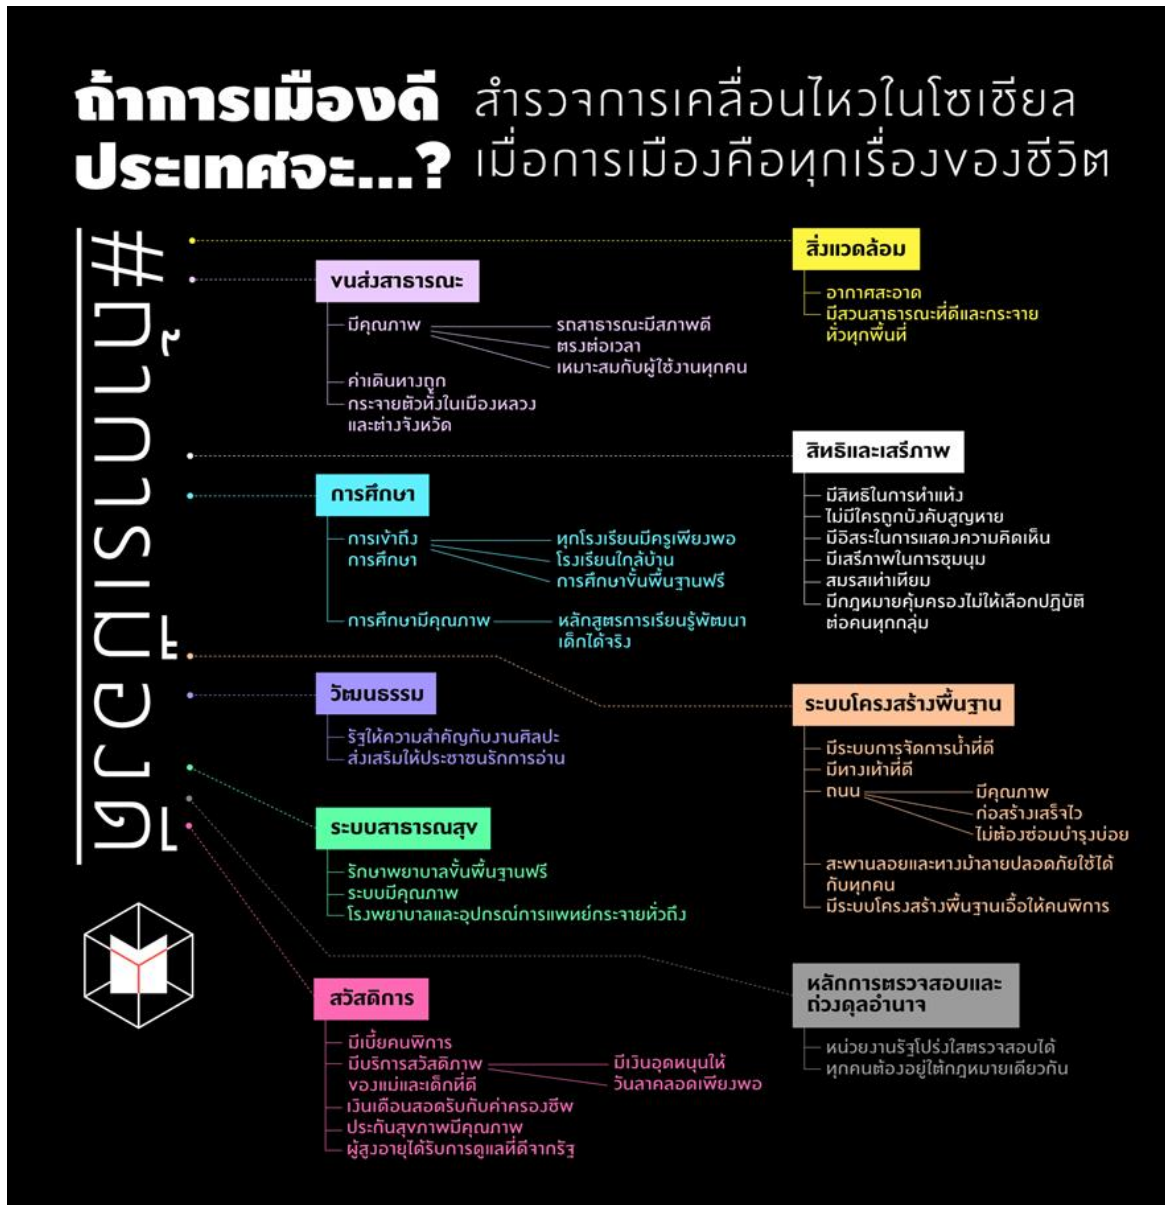 ถ้าการเมืองดี
ประเทศจะ...?
สำรวจการเคลื่อนไหวในโซเชียล
เมื่อการเมืองคือทุกเรื่องของชีวิต
#ถ้าการเมืองดี
สิ่งแวดล้อม
อากาศสะอาด
มีสวนสาธารณะที่ดีและกระจาย
ทั่วทุกพื้นที่
ขนส่งสาธารณะ
มีคุณภาพ
รถสาธารณะมีสภาพดี
ตรงต่อเวลา
เหมาะสมกับผู้ใช้งานทุกคน
ค่าเดินทางถูก
กระจายตัวทั้งในเมืองหลวง
และต่างจังหวัด
สิทธิและเสรีภาพ
มีสิทธิในการทำแท้ง
ไม่มีใครถูกบังคับสูญหาย
มีอิสระในการแสดงความคิดเห็น
มีเสรีภาพในการชุมนุม
สมรสเท่าเทียม
มีกฎหมายคุ้มครองไม่ให้เลือกปฏิบัติ
ต่อคนทุกกลุ่ม
การศึกษา
การเข้าถึง
การศึกษา
ทุกโรงเรียนมีครูเพียงพอ
โรงเรียนใกล้บ้าน
การศึกษาขั้นพื้นฐานฟรี
การศึกษามีคุณภาพ
หลักสูตรการเรียนรู้พัฒนา
เด็กได้จริง
วัฒนธรรม
รัฐให้ความสำคัญกับงานศิลปะ
ส่งเสริมให้ประชาชนรักการอ่าน
ระบบโครงสร้างพื้นฐาน
มีระบบการจัดการน้ำที่ดี
มีทางเท้าที่ดี
ถนน
มีคุณภาพ
ก่อสร้างเสร็จไว
ไม่ต้องซ่อมบำรุงบ่อย
สะพานลอยและทางม้าลายปลอดภัยใช้ได้
กับทุกคน
มีระบบโครงสร้างพื้นฐานเอื้อให้คนพิการ
ระบบสาธารณสุข
รักษาพยาบาลขั้นพื้นฐานฟรี
ระบบมีคุณภาพ
โรงพยาบาลและอุปกรณ์การแพทย์กระจายทั่วถึง
หลักการตรวจสอบและ
ถ่วงดุลอำนาจ
หน่วยงานรัฐโปร่งใสตรวจสอบได้
ทุกคนต้องอยู่ใต้กฎหมายเดียวกัน
สวัสดิการ
มีเบี้ยคนพิการ
มีบริการสวัสดิภาพ
ของแม่และเด็กที่ดี
มีเงินอุดหนุนให้
วันลาคลอดเพียงพอ
เงินเดือนสอดรับกับค่าครองชีพ
ประกันสุขภาพมีคุณภาพ
ผู้สูงอายุได้รับการดูแลที่ดีจากรัฐ